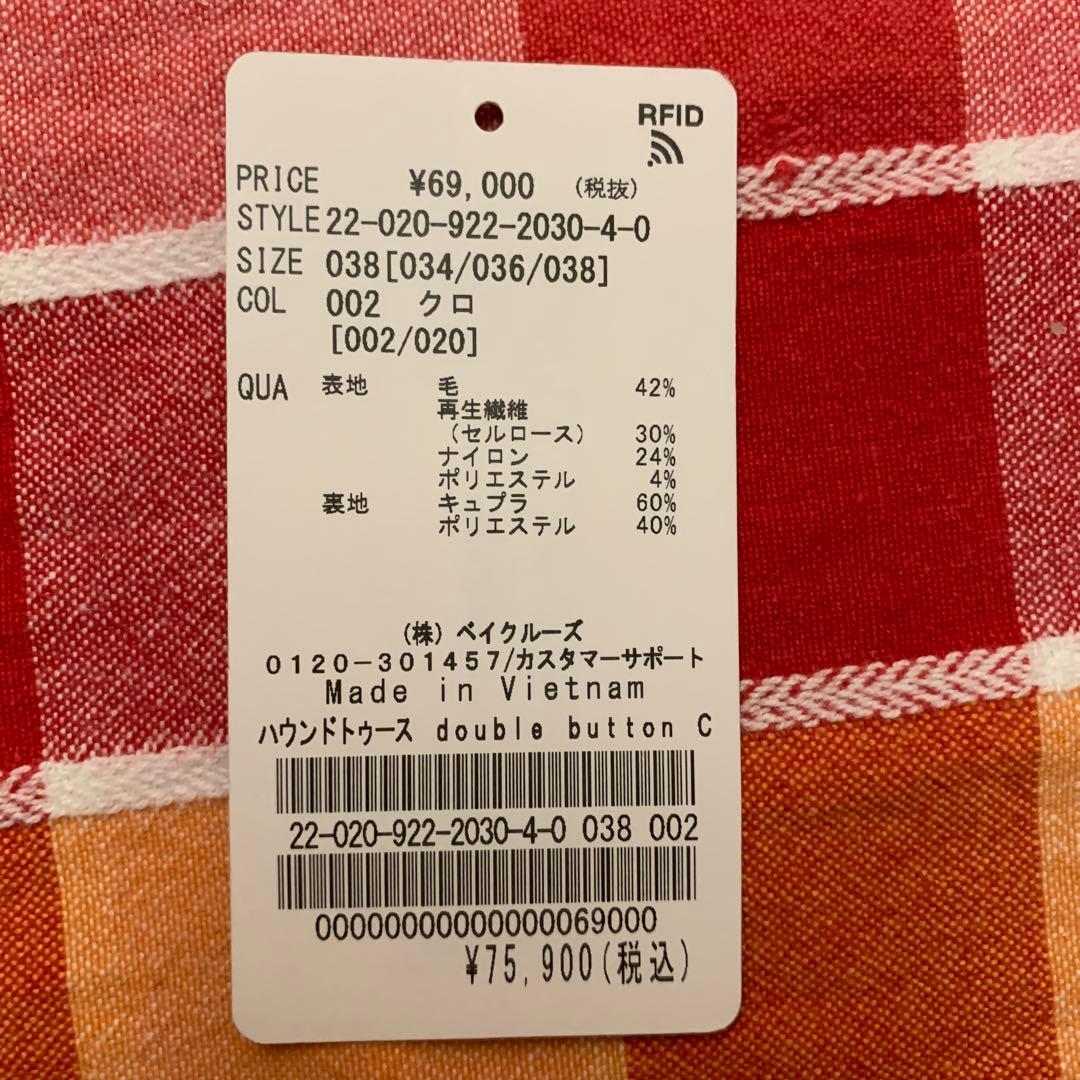 RFID
PRICE ¥69,000 (税抜)
STYLE 22-020-922-2030-4-0
SIZE 038[034/036/038]
COL 002 クロ
[002/020]
QUA 表地 毛 42%
再生繊維
(セルロース) 30%
ナイロン 24%
ポリエステル 4%
裏地 キュプラ 60%
ポリエステル 40%
(株)ベイクルーズ
0120-301457/カスタマーサポート
Made in Vietnam
ハウンドトゥース double button C
22-020-922-2030-4-0 038 002
00000000000000069000
¥75,900(税込)